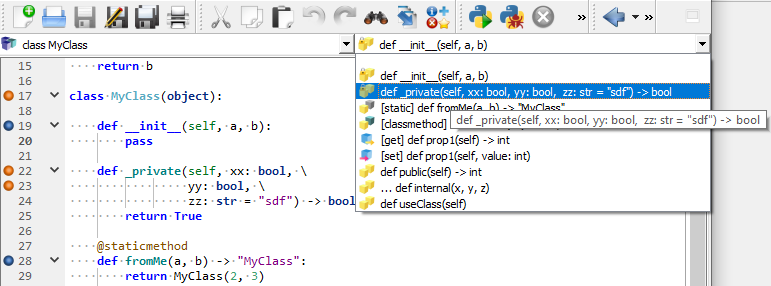 class MyClass
def __init__(self, a, b)
15 return b
16
17 class MyClass(object):
18
19 def __init__(self, a, b):
20 pass
21
22 def _private(self, xx: bool, \
23 yy: bool, \
24 zz: str = "sdf") -> bool
25 return True
26
27 @staticmethod
28 def fromMe(a, b) -> "MyClass":
29 return MyClass(2, 3)
def __init__(self, a, b)
def _private(self, xx: bool, yy: bool, zz: str = "sdf") -> bool
[static] def fromMe(a, b) -> "MyClass"
[classmethod]
def _private(self, xx: bool, yy: bool, zz: str = "sdf") -> bool
[get] def prop1(self) -> int
[set] def prop1(self, value: int)
def public(self) -> int
... def internal(x, y, z)
def useClass(self)